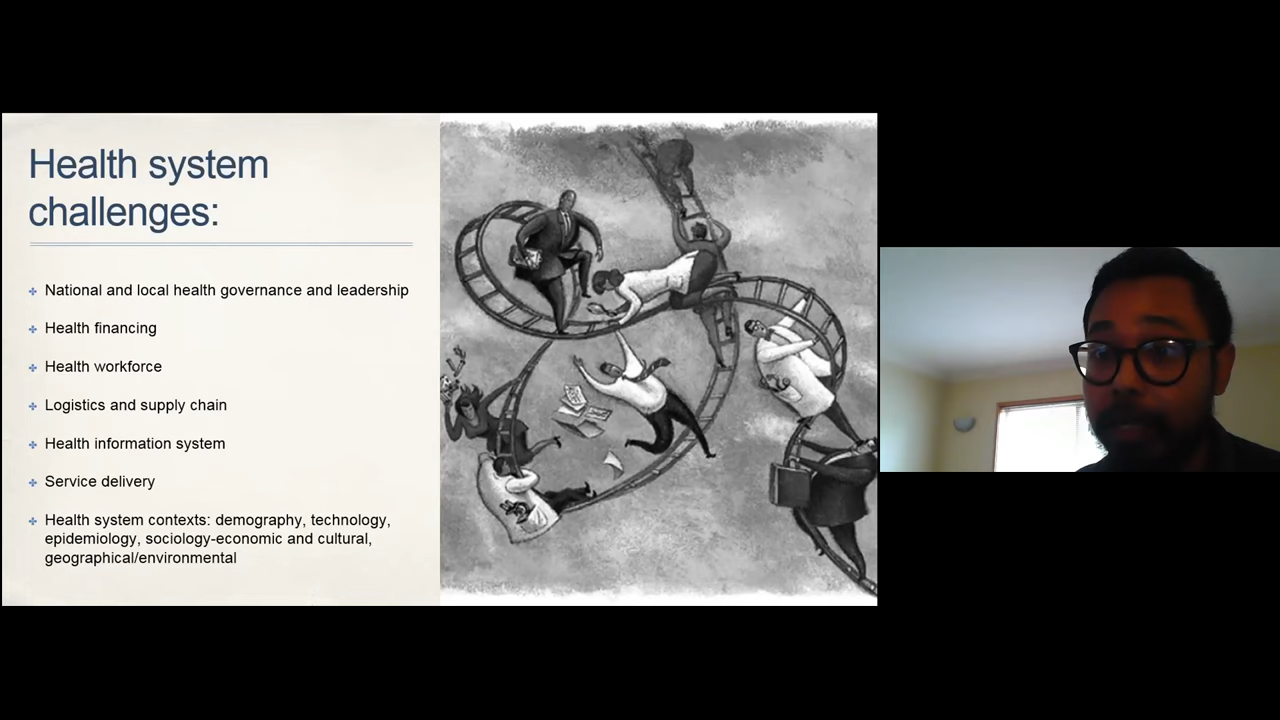 Health system
challenges:
National and local health governance and leadership
Health financing
Health workforce
Logistics and supply chain
Health information system
Service delivery
Health system contexts: demography, technology,
epidemiology, sociology-economic and cultural,
geographical/environmental